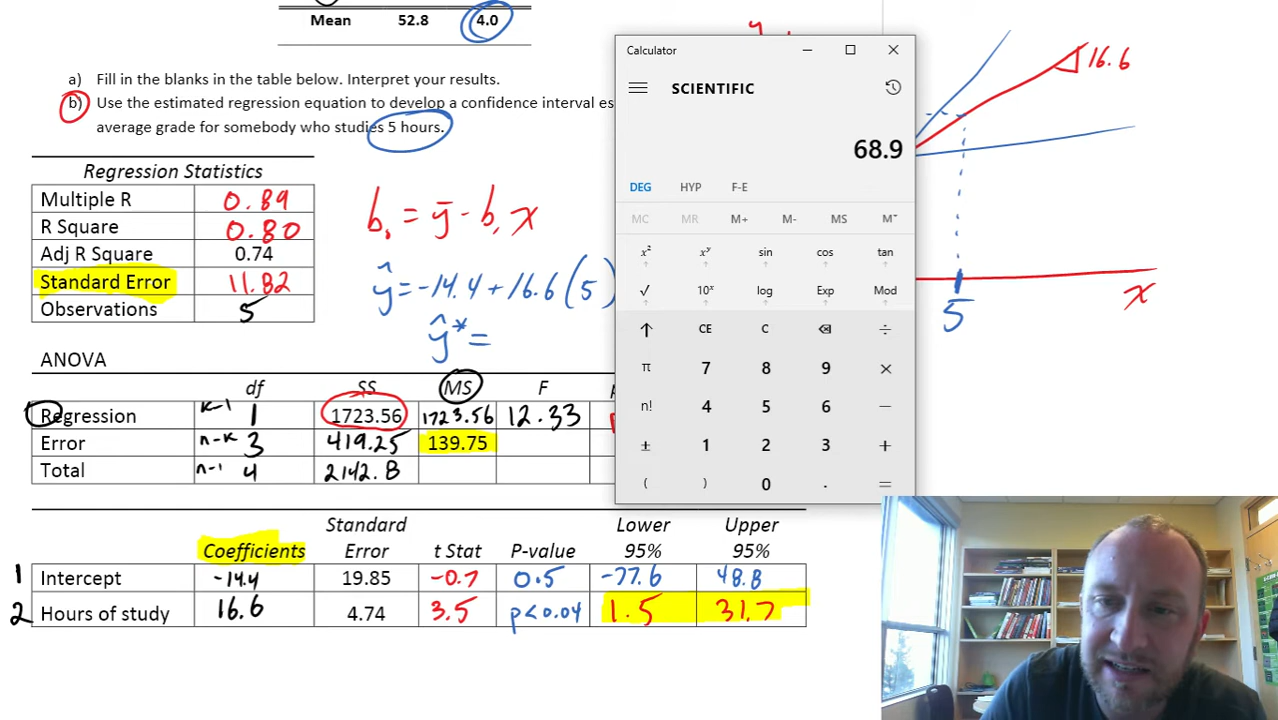 Mean 52.8 4.0
a) Fill in the blanks in the table below. Interpret your results.
b) Use the estimated regression equation to develop a confidence interval es
average grade for somebody who studies 5 hours.
Regression Statistics
Multiple R 0.89
R Square 0.80
Adj R Square 0.74
Standard Error 11.82
Observations 5
b₀ = ȳ - b₁ x
ŷ = -14.4 + 16.6 (5)
ŷ* =
ANOVA
df SS MS F
Regression k-1 1 1723.56 1723.56 12.33
Error n-k 3 419.25 139.75
Total n-1 4 2142.8
Coefficients Standard Error t Stat P-value Lower 95% Upper 95%
1 Intercept -14.4 19.85 -0.7 0.5 -77.6 48.8
2 Hours of study 16.6 4.74 3.5 p<0.04 1.5 31.7
Calculator
SCIENTIFIC
68.9
DEG HYP F-E
MC MR M+ M- MS M˅
x² xʸ sin cos tan
√ 10ˣ log Exp Mod
↑ CE C ⌫ ÷
π 7 8 9 ×
n! 4 5 6 −
± 1 2 3 +
( ) 0 . =
16.6
5
x